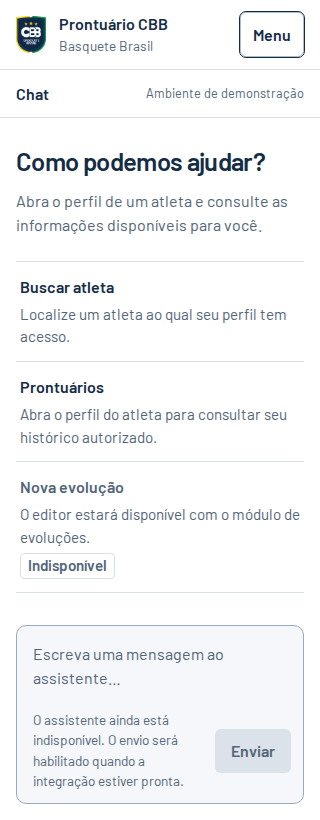 CBB
Prontuário CBB
Basquete Brasil
Menu
Chat
Ambiente de demonstração
Como podemos ajudar?
Abra o perfil de um atleta e consulte as
informações disponíveis para você.
Buscar atleta
Localize um atleta ao qual seu perfil tem
acesso.
Prontuários
Abra o perfil do atleta para consultar seu
histórico autorizado.
Nova evolução
O editor estará disponível com o módulo de
evoluções.
Indisponível
Escreva uma mensagem ao
assistente...
O assistente ainda está
indisponível. O envio será
habilitado quando a
integração estiver pronta.
Enviar